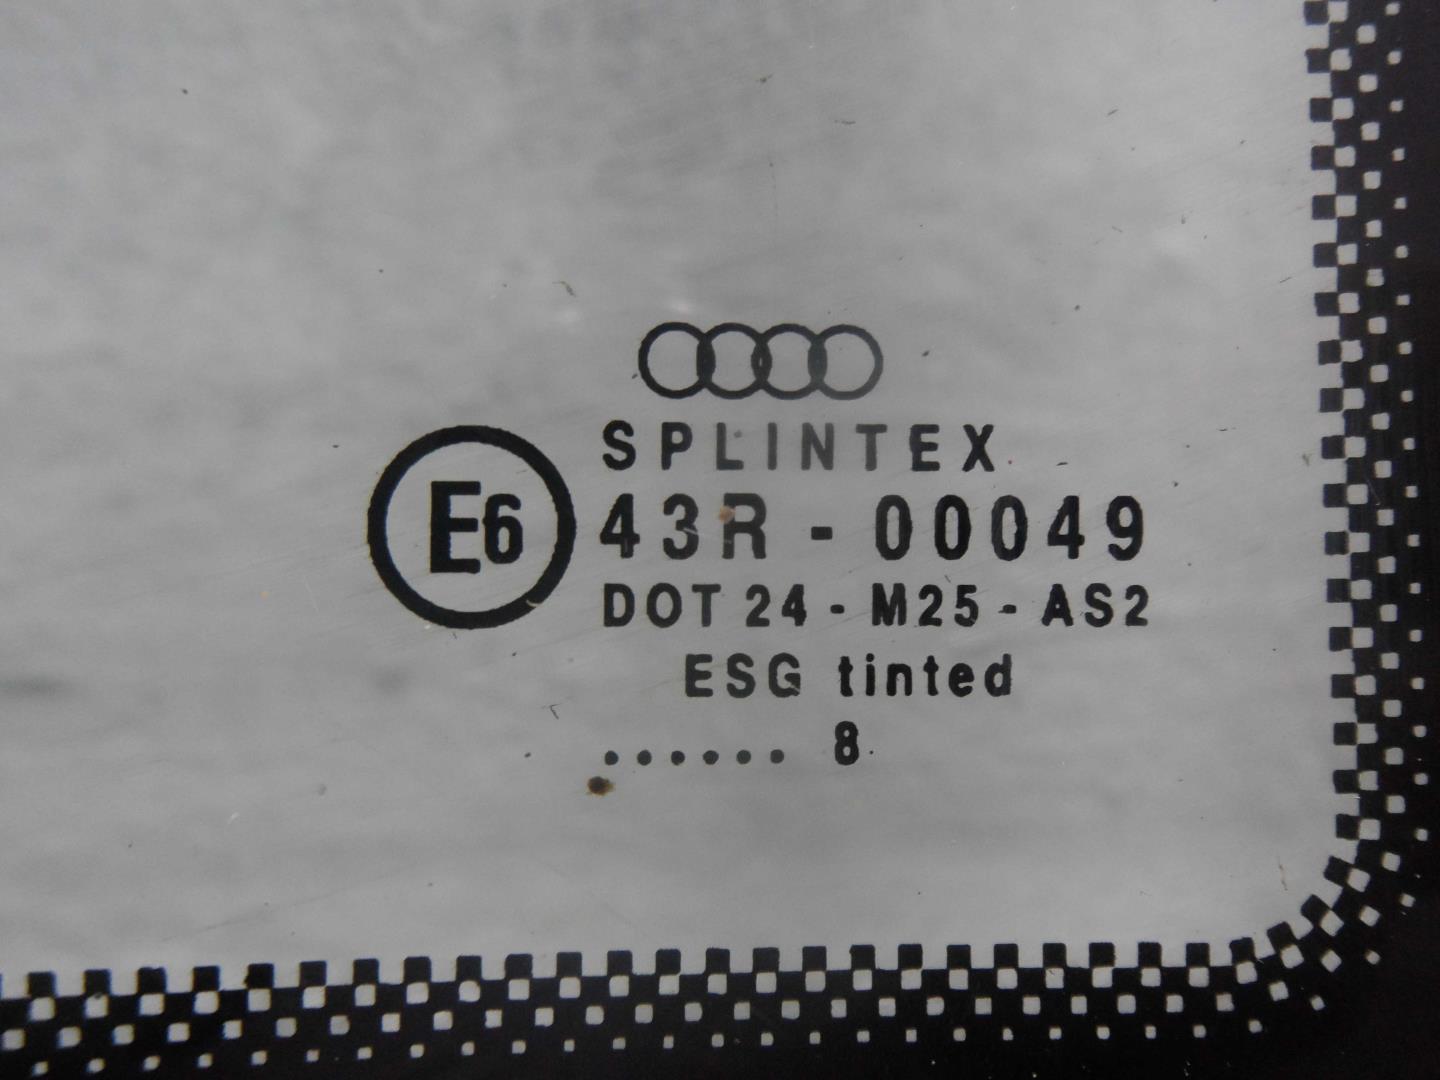 SPLINTEX
E6 43R - 00049
DOT 24 - M25 - AS2
ESG tinted
...... 8.